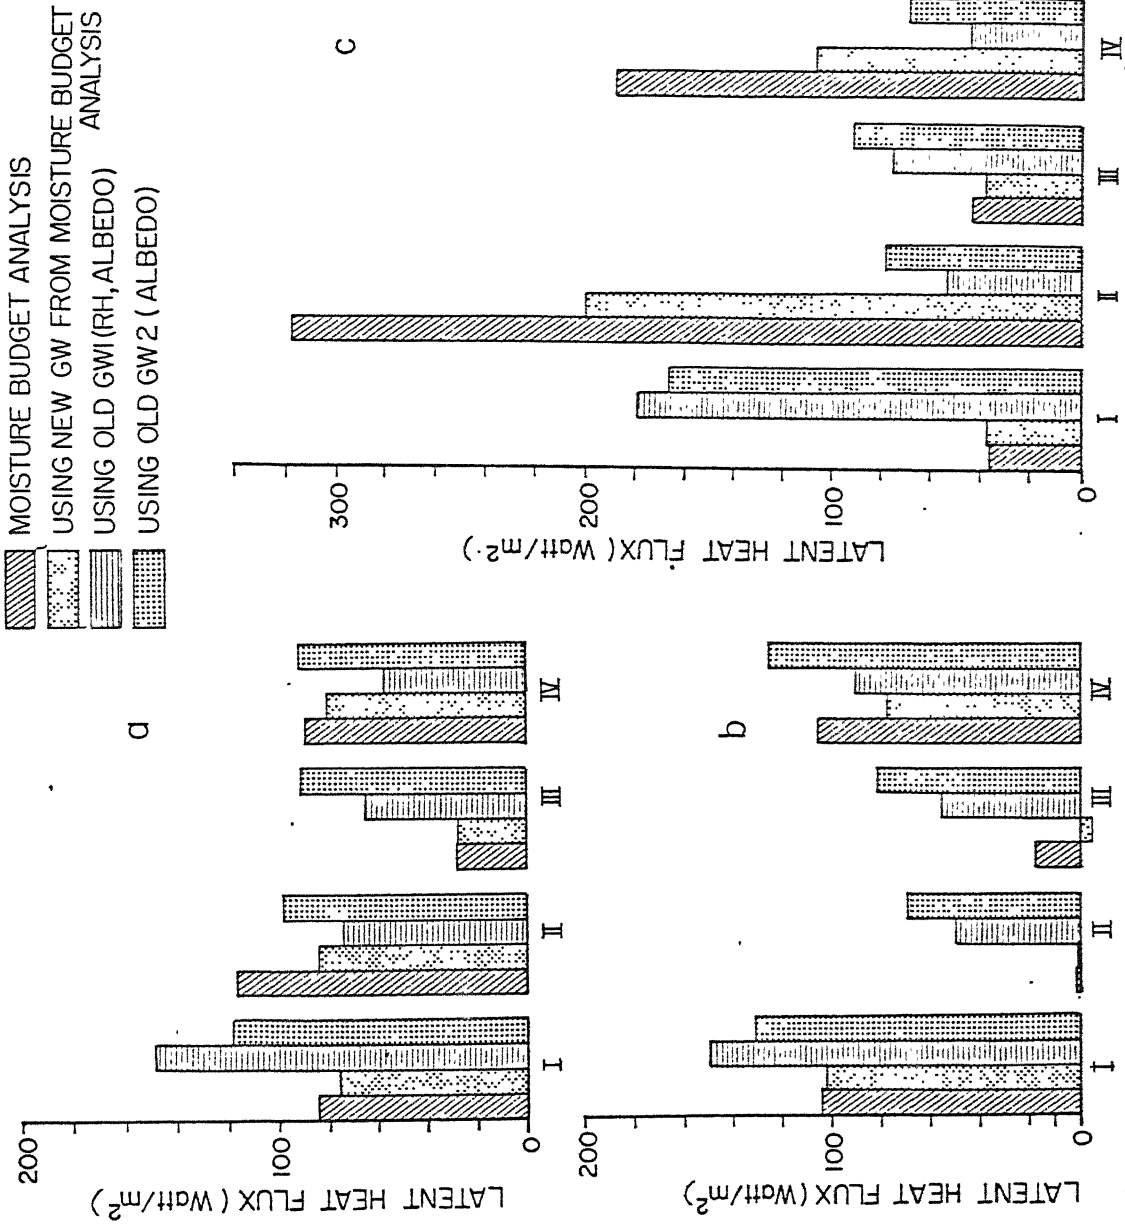 MOISTURE BUDGET ANALYSIS
USING NEW GW FROM MOISTURE BUDGET
ANALYSIS
USING OLD GW1(RH, ALBEDO)
USING OLD GW2 (ALBEDO)
a
LATENT HEAT FLUX (Watt/m²)
200
100
0
I
II
III
IV
b
LATENT HEAT FLUX (Watt/m²)
200
100
0
I
II
III
IV
c
LATENT HEAT FLUX (Watt/m²)
300
200
100
0
I
II
III
IV